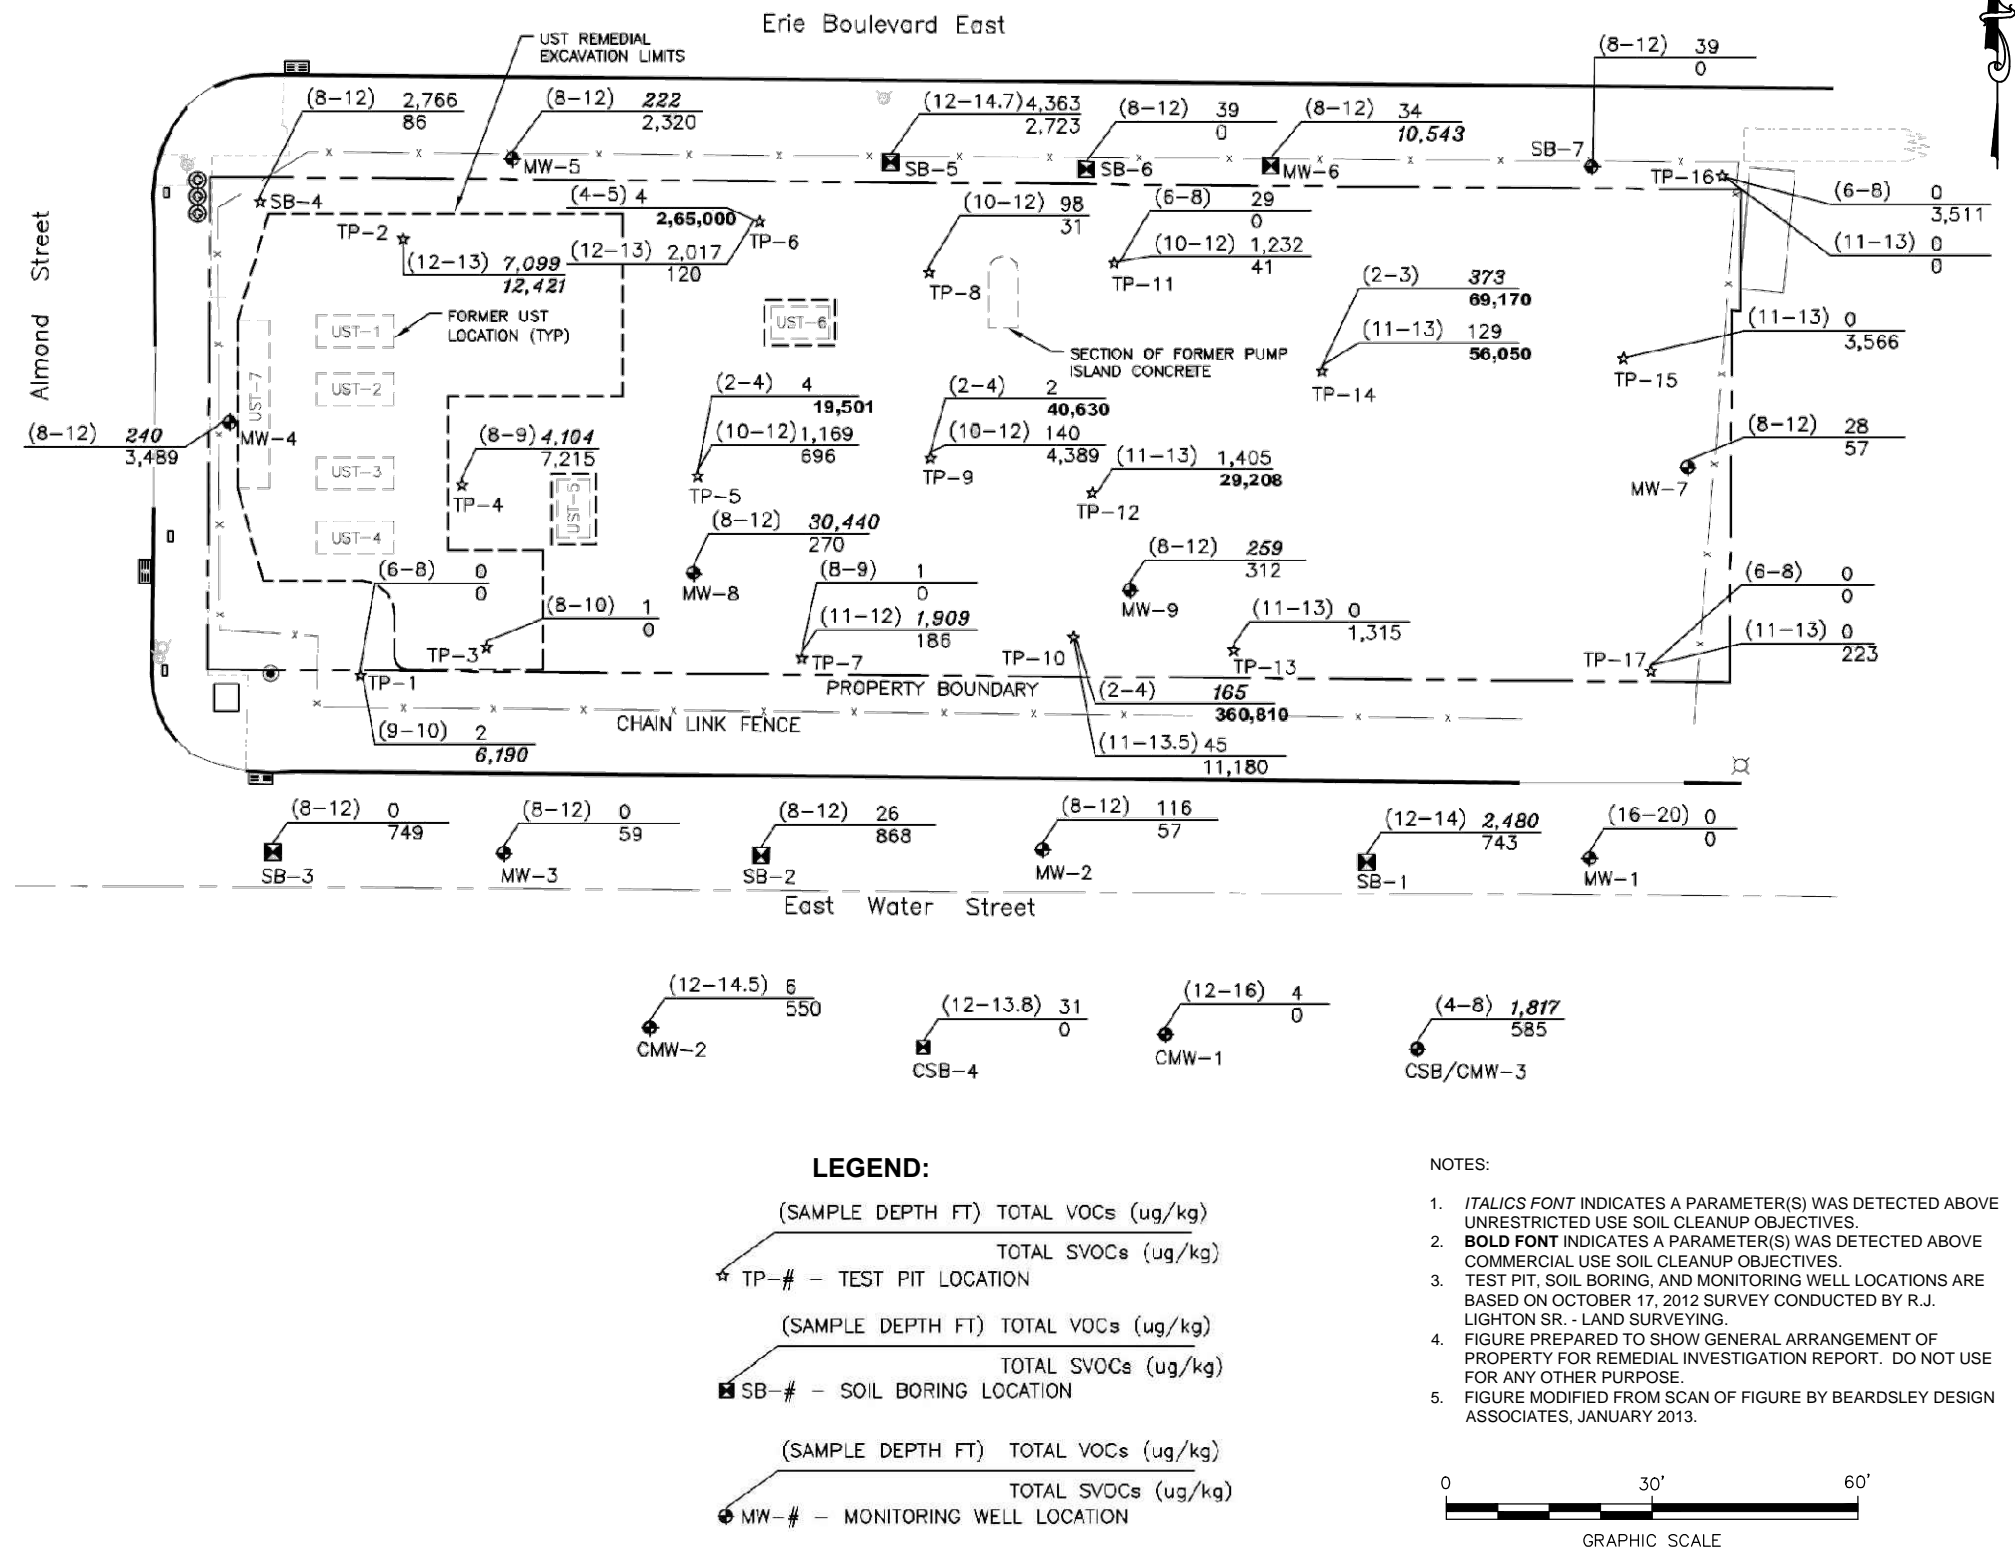 Erie Boulevard East
UST REMEDIAL
EXCAVATION LIMITS
(8-12) 39
0
(8-12) 2,766
86
SB-4
(8-12) 222
2,320
MW-5
(12-14.7) 4,363
2,723
SB-5
(8-12) 39
0
SB-6
(8-12) 34
10,543
MW-6
SB-7
TP-16
(6-8) 0
3,511
(11-13) 0
0
Almond Street
TP-2
(12-13) 7,099
12,421
(4-5) 4
2,65,000
(12-13) 2,017
120
TP-6
(10-12) 98
31
TP-8
(6-8) 29
0
(10-12) 1,232
41
TP-11
(2-3) 373
69,170
(11-13) 129
56,050
TP-14
(11-13) 0
3,566
TP-15
UST-1
FORMER UST
LOCATION (TYP)
UST-6
SECTION OF FORMER PUMP
ISLAND CONCRETE
UST-2
UST-7
(8-12) 240
3,489
MW-4
UST-3
UST-4
(8-9) 4,104
7,215
TP-4
UST-5
(2-4) 4
19,501
(10-12) 1,169
696
TP-5
(2-4) 2
40,630
(10-12) 140
4,389
TP-9
(11-13) 1,405
29,208
TP-12
(8-12) 28
57
MW-7
(8-12) 30,440
270
MW-8
(8-12) 259
312
MW-9
(6-8) 0
0
(8-10) 1
0
TP-3
(8-9) 1
0
(11-12) 1,909
186
TP-7
TP-10
(11-13) 0
1,315
TP-13
(6-8) 0
0
(11-13) 0
223
TP-17
TP-1
PROPERTY BOUNDARY
(2-4) 165
360,810
CHAIN LINK FENCE
(9-10) 2
6,190
(11-13.5) 45
11,180
(8-12) 0
749
SB-3
(8-12) 0
59
MW-3
(8-12) 26
868
SB-2
(8-12) 116
57
MW-2
(12-14) 2,480
743
SB-1
(16-20) 0
0
MW-1
East Water Street
(12-14.5) 6
550
CMW-2
(12-13.8) 31
0
CSB-4
(12-16) 4
0
CMW-1
(4-8) 1,817
585
CSB/CMW-3
LEGEND:
(SAMPLE DEPTH FT) TOTAL VOCs (ug/kg)
TOTAL SVOCs (ug/kg)
TP-# - TEST PIT LOCATION
(SAMPLE DEPTH FT) TOTAL VOCs (ug/kg)
TOTAL SVOCs (ug/kg)
SB-# - SOIL BORING LOCATION
(SAMPLE DEPTH FT) TOTAL VOCs (ug/kg)
TOTAL SVOCs (ug/kg)
MW-# - MONITORING WELL LOCATION
NOTES:
1. ITALICS FONT INDICATES A PARAMETER(S) WAS DETECTED ABOVE
UNRESTRICTED USE SOIL CLEANUP OBJECTIVES.
2. BOLD FONT INDICATES A PARAMETER(S) WAS DETECTED ABOVE
COMMERCIAL USE SOIL CLEANUP OBJECTIVES.
3. TEST PIT, SOIL BORING, AND MONITORING WELL LOCATIONS ARE
BASED ON OCTOBER 17, 2012 SURVEY CONDUCTED BY R.J.
LIGHTON SR. - LAND SURVEYING.
4. FIGURE PREPARED TO SHOW GENERAL ARRANGEMENT OF
PROPERTY FOR REMEDIAL INVESTIGATION REPORT. DO NOT USE
FOR ANY OTHER PURPOSE.
5. FIGURE MODIFIED FROM SCAN OF FIGURE BY BEARDSLEY DESIGN
ASSOCIATES, JANUARY 2013.
0 30' 60'
GRAPHIC SCALE